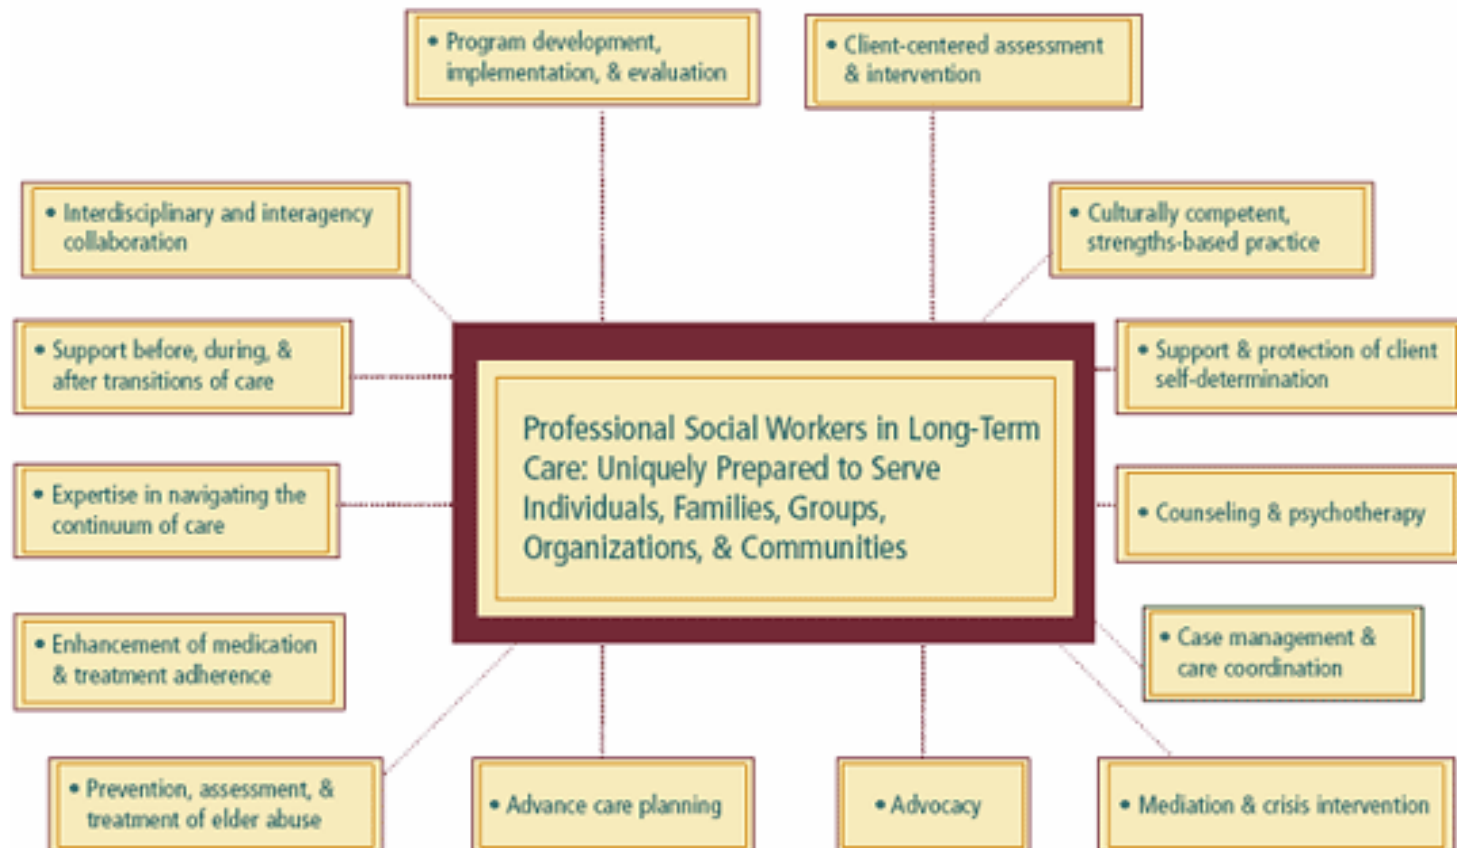 • Program development,
implementation, & evaluation
• Client-centered assessment
& intervention
• Interdisciplinary and interagency
collaboration
• Culturally competent,
strengths-based practice
• Support before, during, &
after transitions of care
• Support & protection of client
self-determination
Professional Social Workers in Long-Term
Care: Uniquely Prepared to Serve
Individuals, Families, Groups,
Organizations, & Communities
• Expertise in navigating the
continuum of care
• Counseling & psychotherapy
• Enhancement of medication
& treatment adherence
• Case management &
care coordination
• Prevention, assessment, &
treatment of elder abuse
• Advance care planning
• Advocacy
• Mediation & crisis intervention